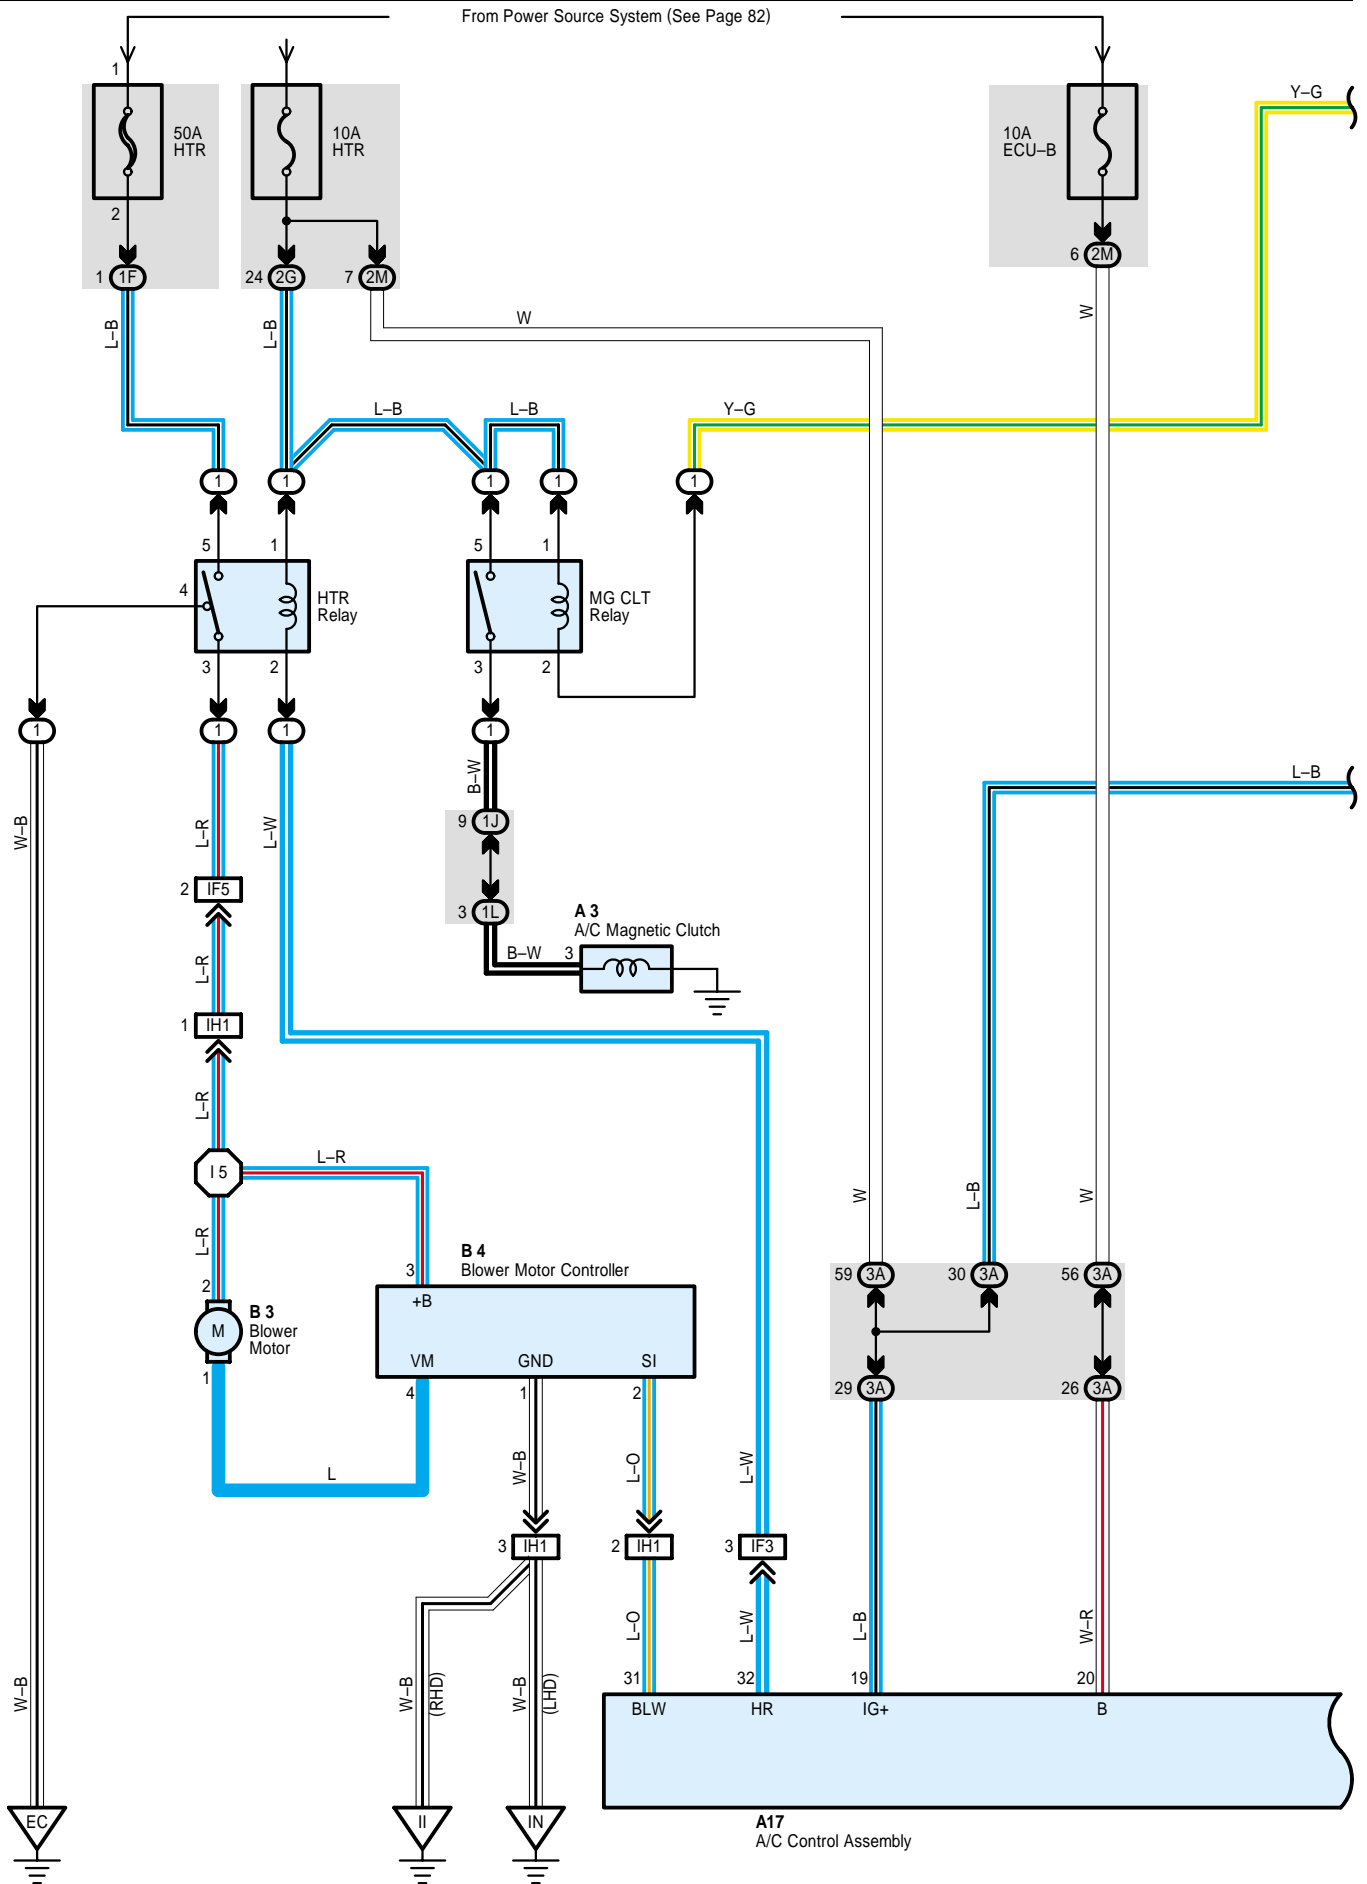 From Power Source System (See Page 82)
1
50A
HTR
2
1 1F
10A
HTR
24 2G
7 2M
10A
ECU–B
6 2M
Y–G
L–B
L–B
W
W
L–B
L–B
Y–G
1
1
1
1
1
5
1
4
HTR
Relay
3
2
5
1
MG CLT
Relay
3
2
1
1
1
1
W–B
L–R
L–W
B–W
L–B
9 1J
3 1L
2 IF5
A 3
A/C Magnetic Clutch
B–W 3
L–R
1 IH1
L–R
I 5
L–R
L–R
W
L–B
W
2
M
B 3
Blower
Motor
1
B 4
Blower Motor Controller
3
+B
VM
GND
SI
4
1
2
59 3A
30 3A
56 3A
29 3A
26 3A
L
W–B
L–O
L–W
3 IH1
2 IH1
3 IF3
W–B
W–B
(RHD)
W–B
(LHD)
L–O
L–W
L–B
W–R
31
32
19
20
BLW
HR
IG+
B
EC
II
IN
A17
A/C Control Assembly